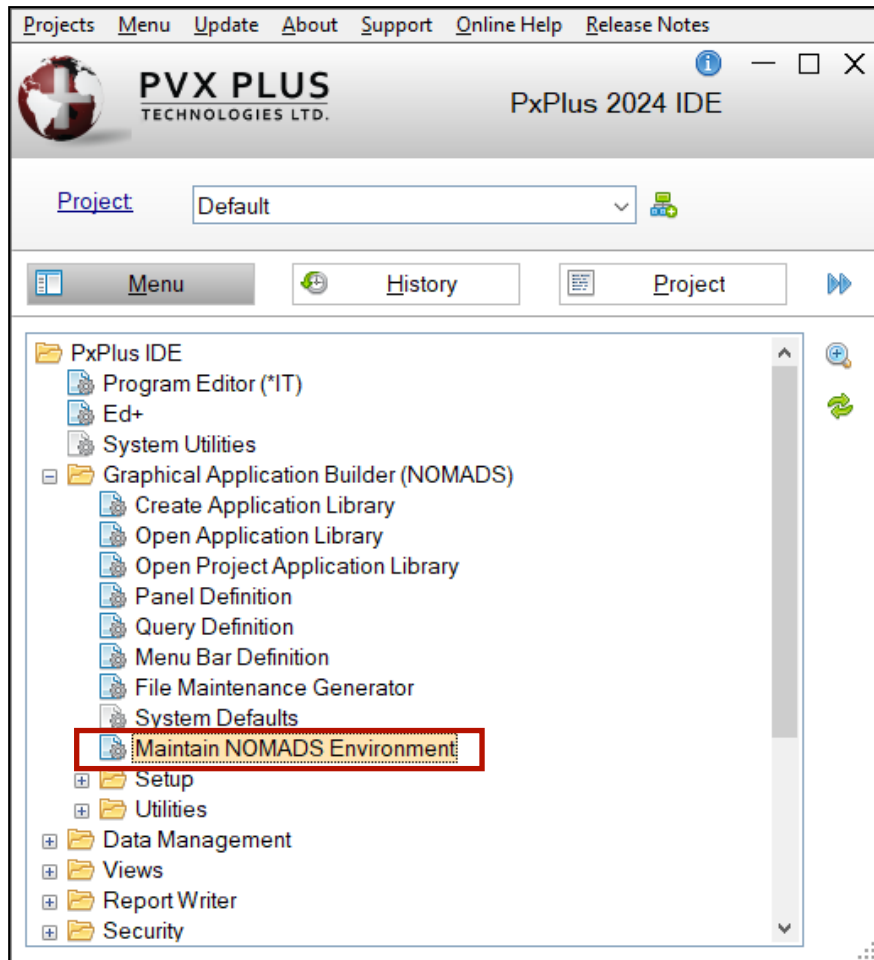 Projects Menu Update About Support Online Help Release Notes
PVX PLUS
TECHNOLOGIES LTD.
PxPlus 2024 IDE
Project: Default
Menu History Project
PxPlus IDE
Program Editor (*IT)
Ed+
System Utilities
Graphical Application Builder (NOMADS)
Create Application Library
Open Application Library
Open Project Application Library
Panel Definition
Query Definition
Menu Bar Definition
File Maintenance Generator
System Defaults
Maintain NOMADS Environment
Setup
Utilities
Data Management
Views
Report Writer
Security